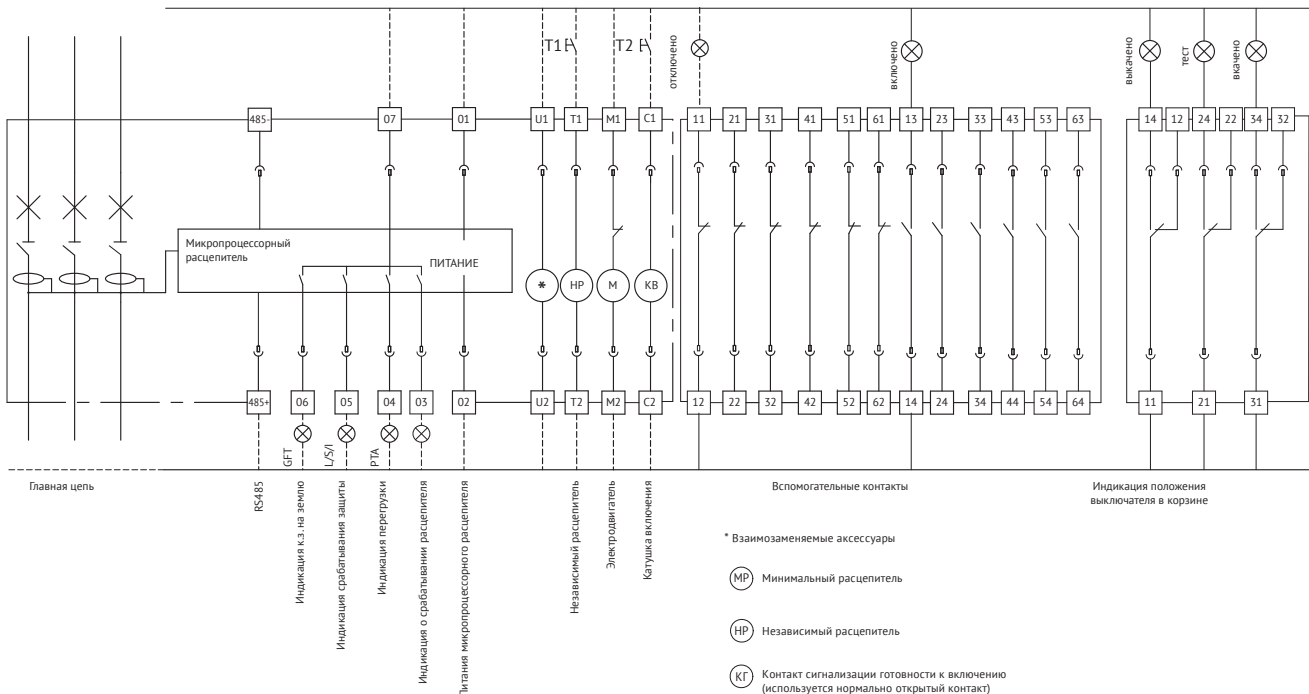 T1
T2
отключено
включено
выкачено
тест
вкачено
485-
07
01
U1
T1
M1
C1
11
21
31
41
51
61
13
23
33
43
53
63
14
12
24
22
34
32
Микропроцессорный
расцепитель
ПИТАНИЕ
*
НР
М
КВ
485+
06
05
04
03
02
U2
T2
M2
C2
12
22
32
42
52
62
14
24
34
44
54
64
11
21
31
GFT
L/S/I
PTA
Главная цепь
RS485
Индикация к.з. на землю
Индикация срабатывания защиты
Индикация перегрузки
Индикация о срабатывании расцепителя
Питания микропроцессорного расцепителя
Независимый расцепитель
Электродвигатель
Катушка включения
Вспомогательные контакты
Индикация положения
выключателя в корзине
* Взаимозаменяемые аксессуары
МР Минимальный расцепитель
НР Независимый расцепитель
КГ Контакт сигнализации готовности к включению
(используется нормально открытый контакт)